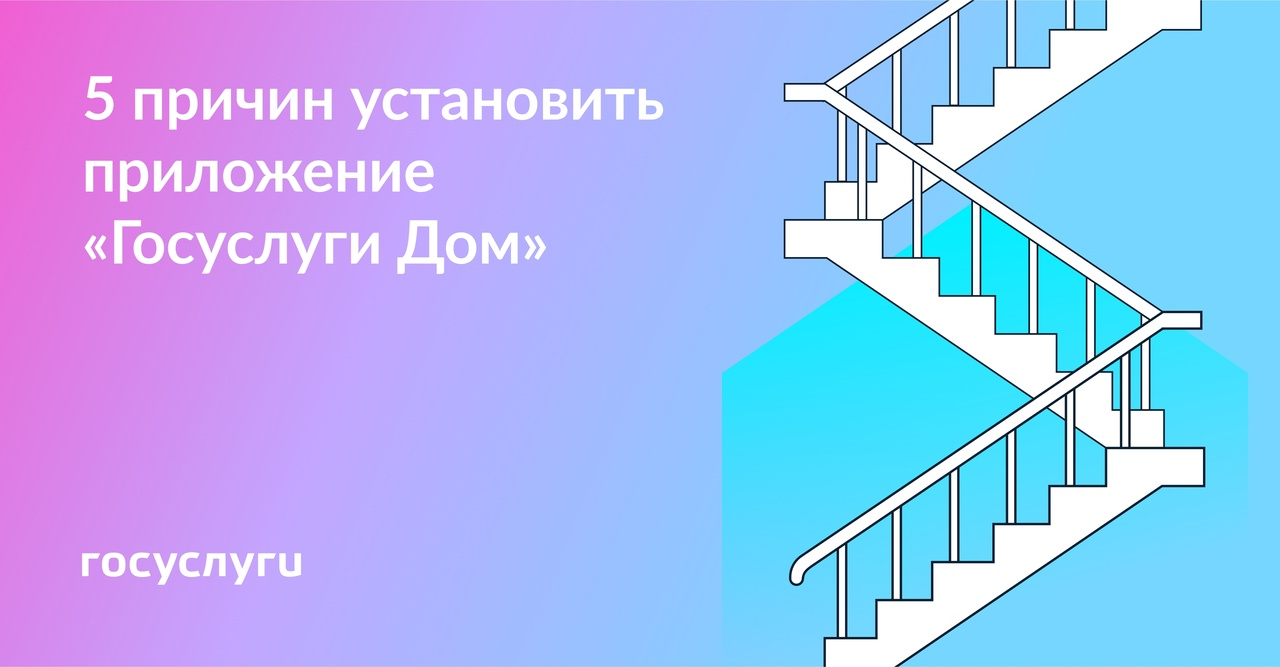 5 причин установить
приложение
«Госуслуги Дом»
госуслуги